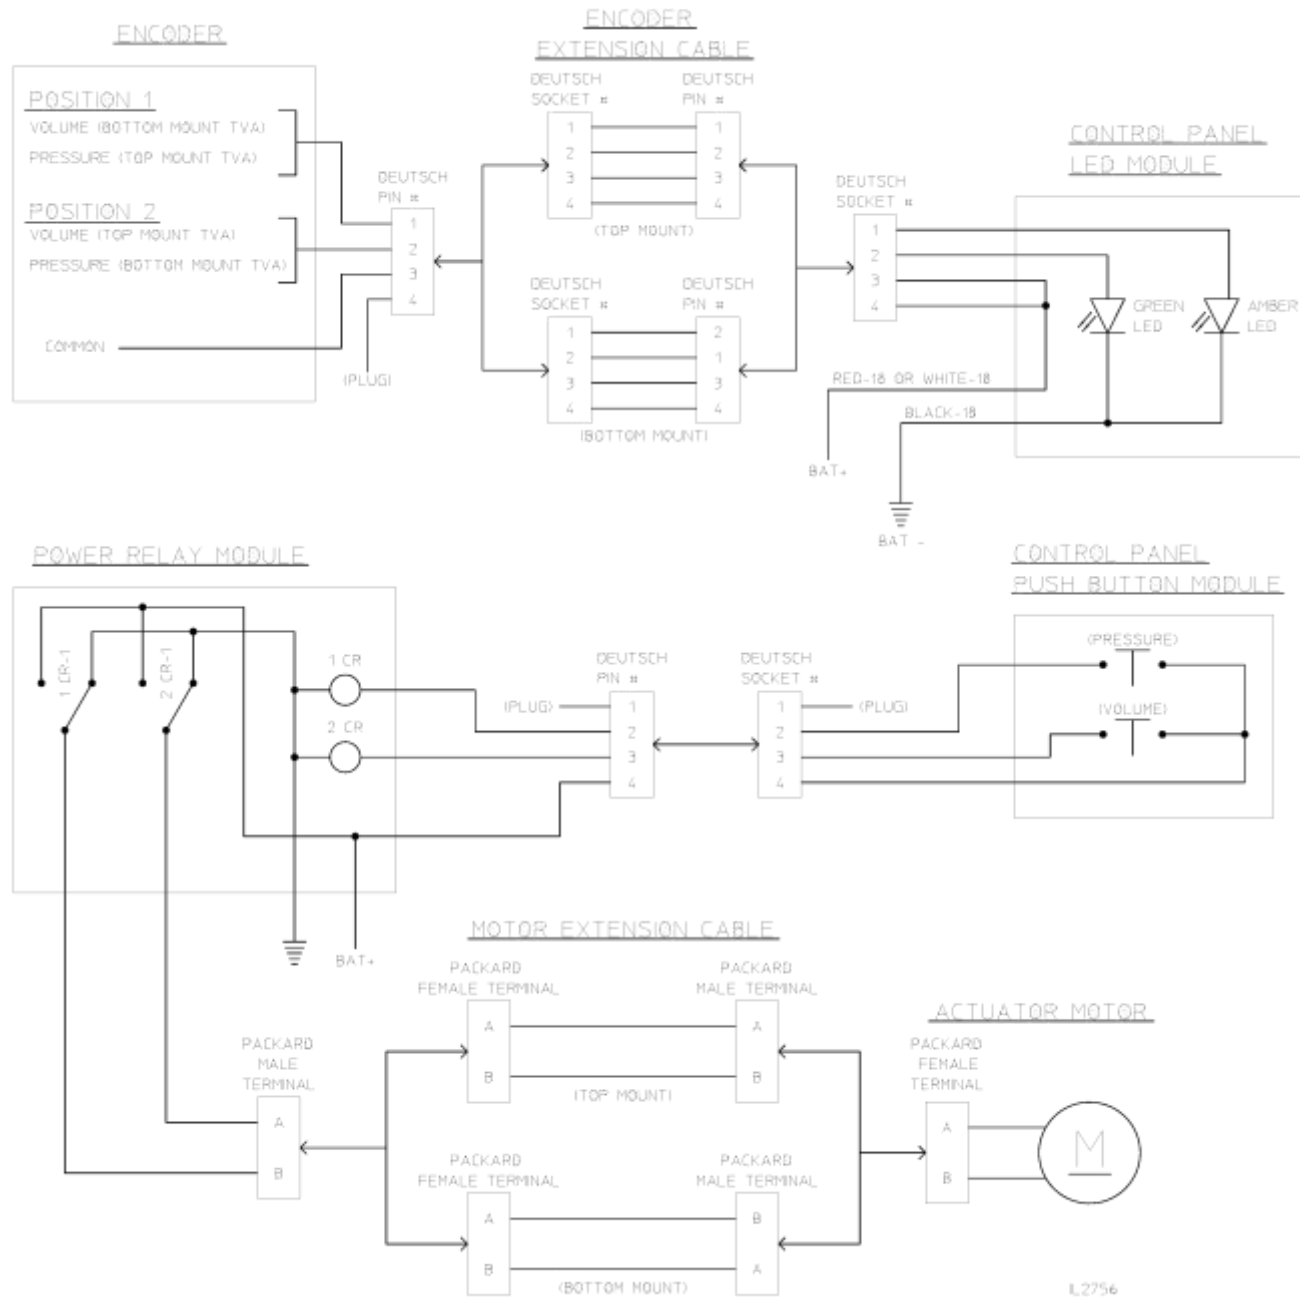 ENCODER
POSITION 1
VOLUME (BOTTOM MOUNT TVA)
PRESSURE (TOP MOUNT TVA)
POSITION 2
VOLUME (TOP MOUNT TVA)
PRESSURE (BOTTOM MOUNT TVA)
COMMON
(PLUG)
DEUTSCH
PIN #
1
2
3
4
ENCODER
EXTENSION CABLE
DEUTSCH
SOCKET #
1
2
3
4
DEUTSCH
PIN #
1
2
3
4
(TOP MOUNT)
DEUTSCH
SOCKET #
1
2
3
4
DEUTSCH
PIN #
2
1
3
4
(BOTTOM MOUNT)
CONTROL PANEL
LED MODULE
DEUTSCH
SOCKET #
1
2
3
4
GREEN
LED
AMBER
LED
RED-18 OR WHITE-18
BLACK-18
BAT+
BAT -
POWER RELAY MODULE
1 CR-1
2 CR-1
1 CR
2 CR
BAT+
(PLUG)
DEUTSCH
PIN #
1
2
3
4
DEUTSCH
SOCKET #
1
2
3
4
(PLUG)
CONTROL PANEL
PUSH BUTTON MODULE
(PRESSURE)
(VOLUME)
MOTOR EXTENSION CABLE
PACKARD
MALE
TERMINAL
A
B
PACKARD
FEMALE TERMINAL
A
B
PACKARD
MALE TERMINAL
A
B
(TOP MOUNT)
PACKARD
FEMALE TERMINAL
A
B
PACKARD
MALE TERMINAL
B
A
(BOTTOM MOUNT)
ACTUATOR MOTOR
PACKARD
FEMALE
TERMINAL
A
B
M
IL2756